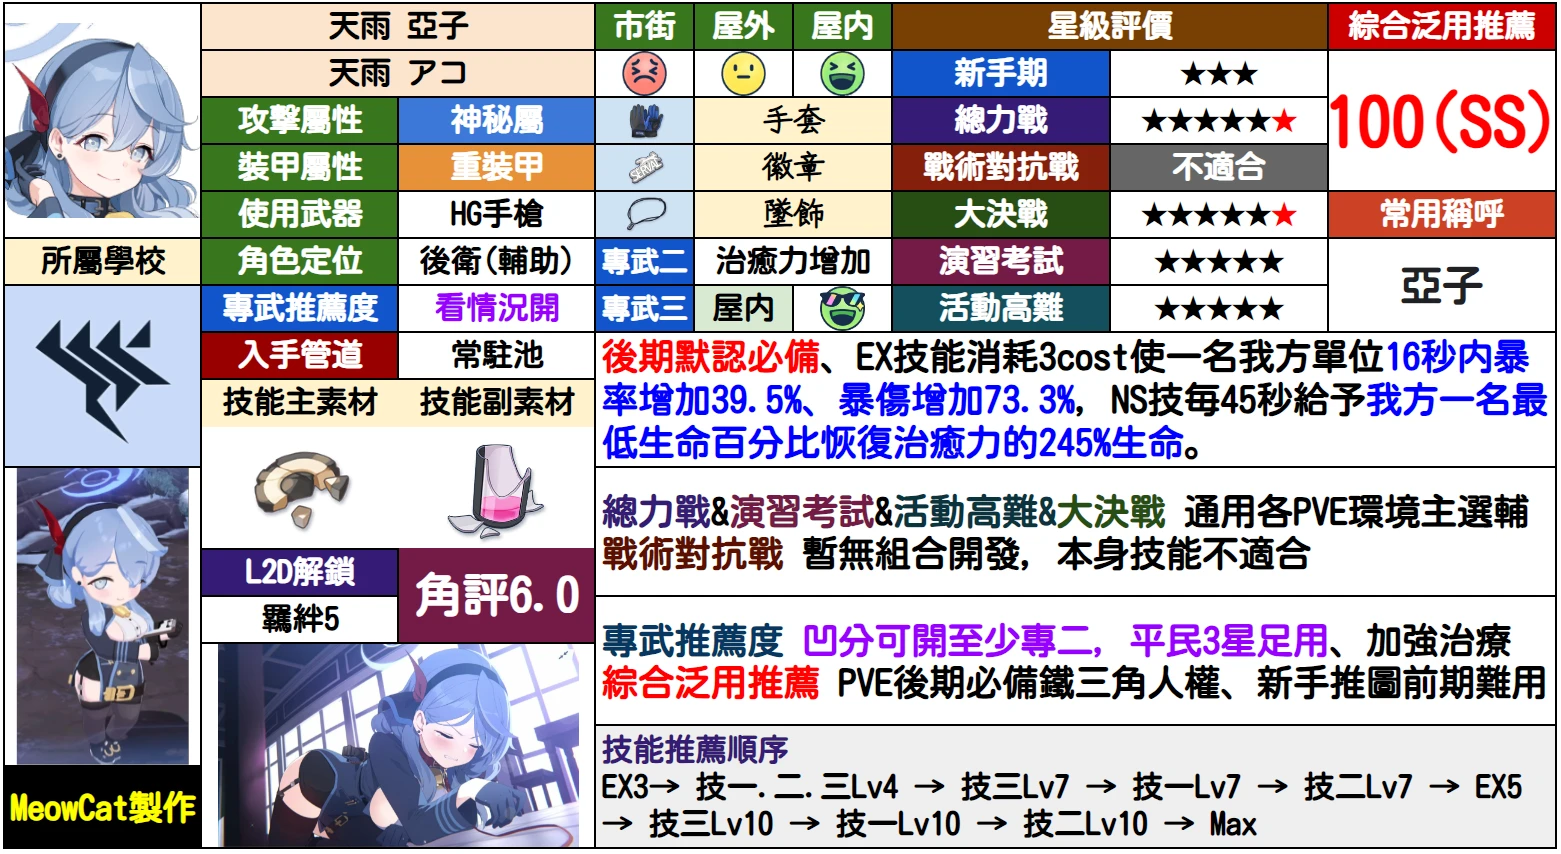 天雨 亞子
天雨 アコ
市街
屋外
屋內
星級評價
綜合泛用推薦
新手期
★★★
100(SS)
攻擊屬性
神秘屬
手套
總力戰
★★★★★★
裝甲屬性
重裝甲
SERVAL
徽章
戰術對抗戰
不適合
使用武器
HG手槍
墜飾
大決戰
★★★★★★
常用稱呼
所屬學校
角色定位
後衛(輔助)
專武二
治癒力增加
演習考試
★★★★★
亞子
專武推薦度
看情況開
專武三
屋內
活動高難
★★★★★
入手管道
常駐池
技能主素材
技能副素材
後期默認必備、EX技能消耗3cost使一名我方單位16秒內暴
率增加39.5%、暴傷增加73.3%, NS技每45秒給予我方一名最
低生命百分比恢復治癒力的245%生命。
總力戰&演習考試&活動高難&大決戰 通用各PVE環境主選輔
戰術對抗戰 暫無組合開發, 本身技能不適合
L2D解鎖
羈絆5
角評6.0
專武推薦度 凹分可開至少專二, 平民3星足用、加強治療
綜合泛用推薦 PVE後期必備鐵三角人權、新手推圖前期難用
技能推薦順序
EX3→ 技一.二.三Lv4 → 技三Lv7 → 技一Lv7 → 技二Lv7 → EX5
→ 技三Lv10 → 技一Lv10 → 技二Lv10 → Max
MeowCat製作